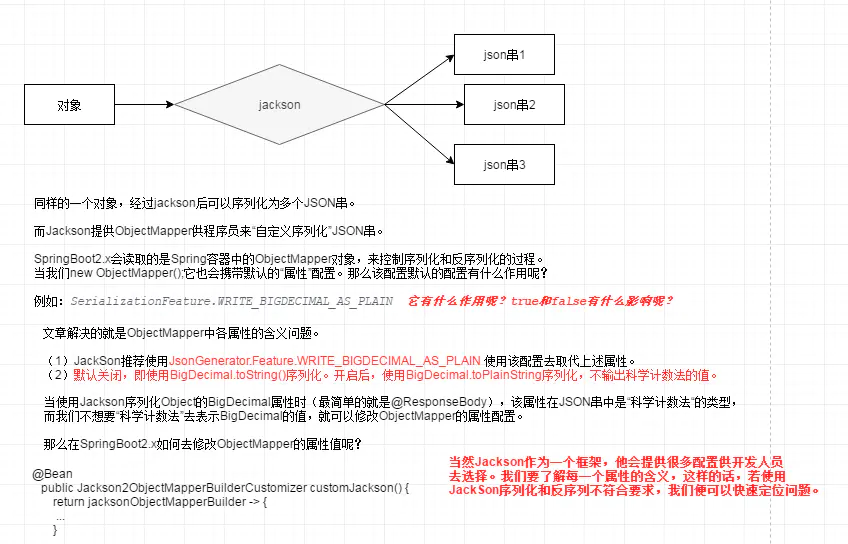 对象
jackson
json串1
json串2
json串3
同样的一个对象，经过jackson后可以序列化为多个JSON串。
而Jackson提供ObjectMapper供程序员来“自定义序列化”JSON串。
SpringBoot2.x会读取的是Spring容器中的ObjectMapper对象，来控制序列化和反序列化的过程。
当我们new ObjectMapper();它也会携带默认的“属性”配置。那么该配置默认的配置有什么作用呢？
例如：SerializationFeature.WRITE_BIGDECIMAL_AS_PLAIN 它有什么作用呢？true和false有什么影响呢？
文章解决的就是ObjectMapper中各属性的含义问题。
（1）JackSon推荐使用JsonGenerator.Feature.WRITE_BIGDECIMAL_AS_PLAIN 使用该配置去取代上述属性。
（2）默认关闭，即使用BigDecimal.toString()序列化。开启后，使用BigDecimal.toPlainString序列化，不输出科学计数法的值。
当使用Jackson序列化Object的BigDecimal属性时（最简单的就是@ResponseBody），该属性在JSON串中是“科学计数法”的类型，
而我们不想要“科学计数法”去表示BigDecimal的值，就可以修改ObjectMapper的属性配置。
那么在SpringBoot2.x如何去修改ObjectMapper的属性值呢？
@Bean
public Jackson2ObjectMapperBuilderCustomizer customJackson() {
return jacksonObjectMapperBuilder -> {
...
}
当然Jackson作为一个框架，他会提供很多配置供开发人员
去选择。我们要了解每一个属性的含义，这样的话，若使用
JackSon序列化和反序列不符合要求，我们便可以快速定位问题。